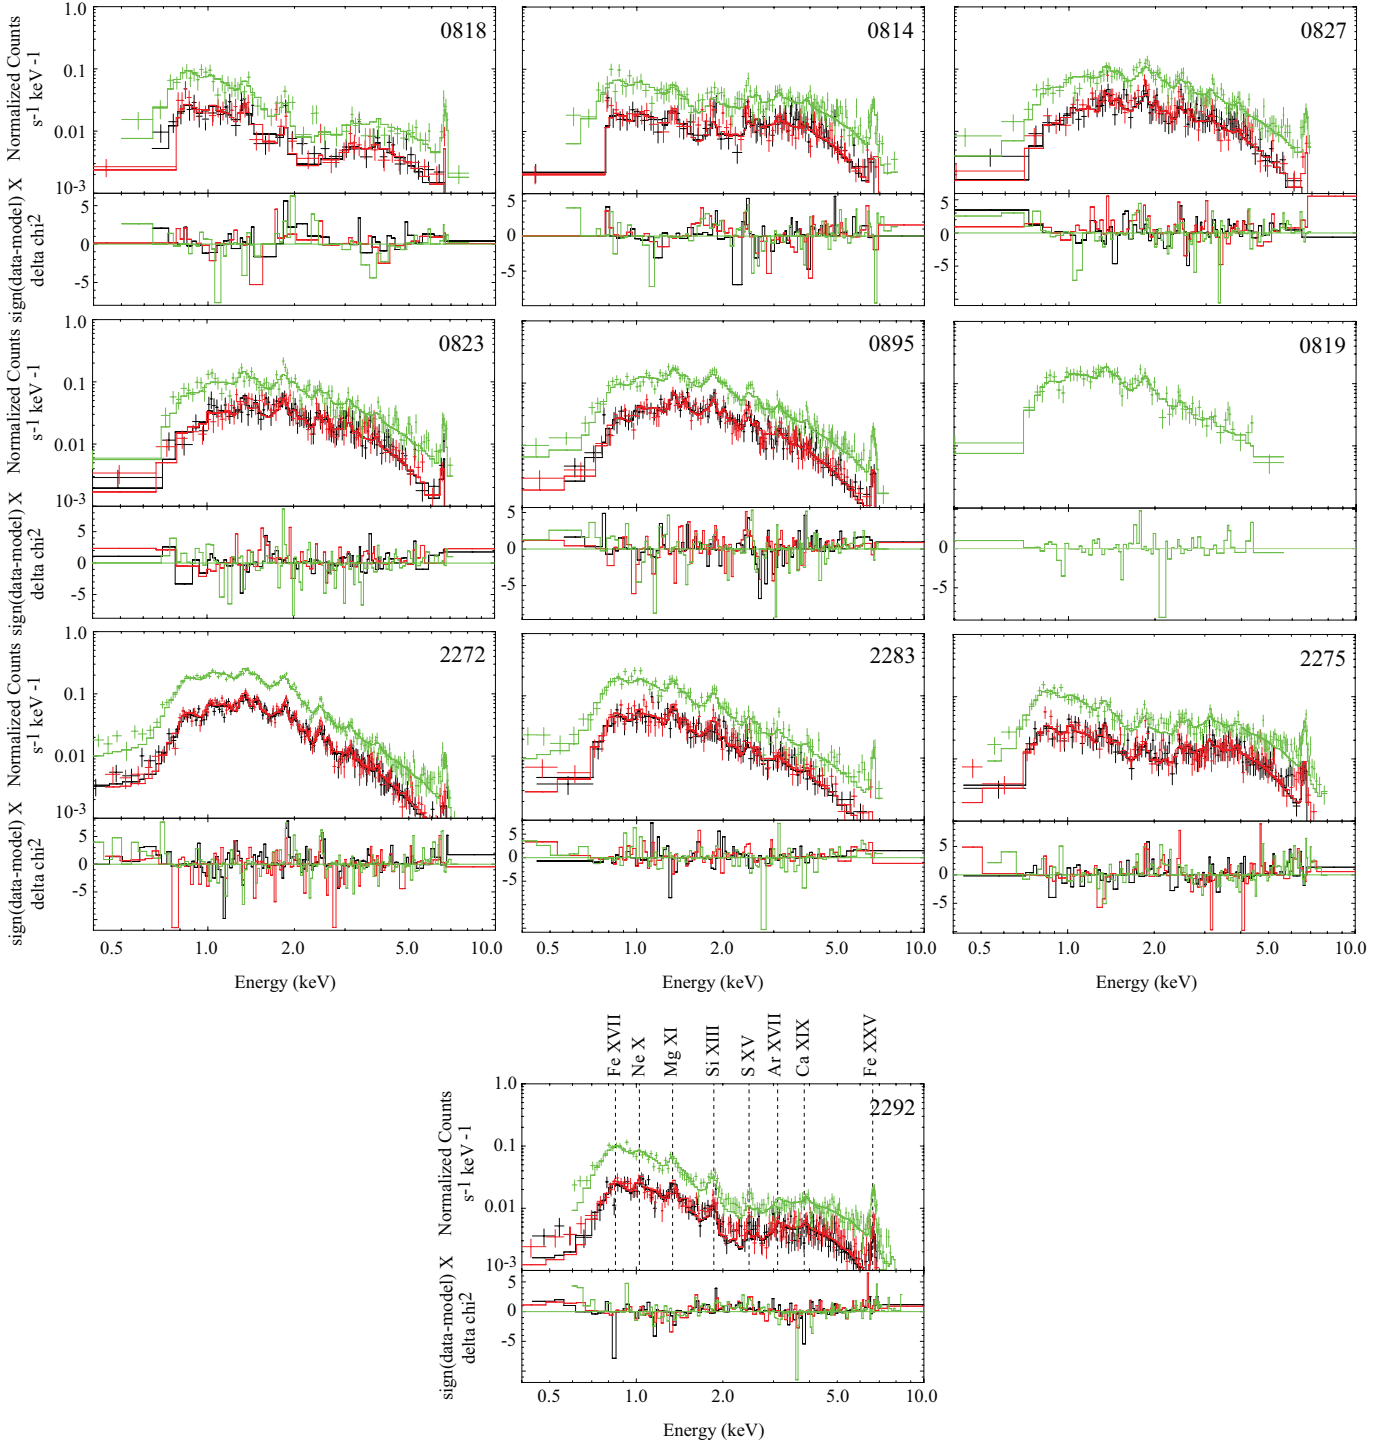 1.0
0.1
0.01
10-3
Normalized Counts
s-1 keV -1
0818
0814
0827
5
0
-5
sign(data-model) X
delta chi2
5
0
-5
5
0
-5
1.0
0.1
0.01
10-3
Normalized Counts
s-1 keV -1
0823
0895
0819
5
0
-5
sign(data-model) X
delta chi2
5
0
-5
0
-5
1.0
0.1
0.01
10-3
Normalized Counts
s-1 keV -1
2272
2283
2275
5
0
-5
sign(data-model) X
delta chi2
5
0
-5
5
0
-5
0.5 1.0 2.0 5.0 10.0
0.5 1.0 2.0 5.0 10.0
0.5 1.0 2.0 5.0 10.0
Energy (keV)
Energy (keV)
Energy (keV)
Fe XVII
Ne X
Mg XI
Si XIII
S XV
Ar XVII
Ca XIX
Fe XXV
1.0
0.1
0.01
10-3
Normalized Counts
s-1 keV -1
2292
5
0
-5
sign(data-model) X
delta chi2
0.5 1.0 2.0 5.0 10.0
Energy (keV)